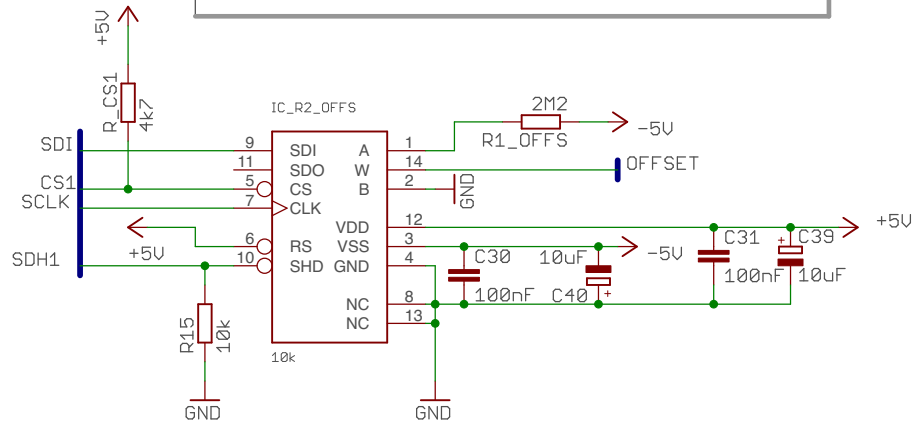 +5V
R_CS1
4k7
IC_R2_OFFS
2M2
R1_OFFS
-5V
SDI
9
SDI
A
1
11
SDO
W
14
OFFSET
CS1
5
CS
B
2
GND
SCLK
7
CLK
VDD
12
+5V
+5V
6
RS
VSS
3
C30
10uF
-5V
C31
+
C39
SDH1
10
SHD
GND
4
100nF
C40
+
100nF
10uF
NC
8
R15
10k
NC
13
10k
GND
GND